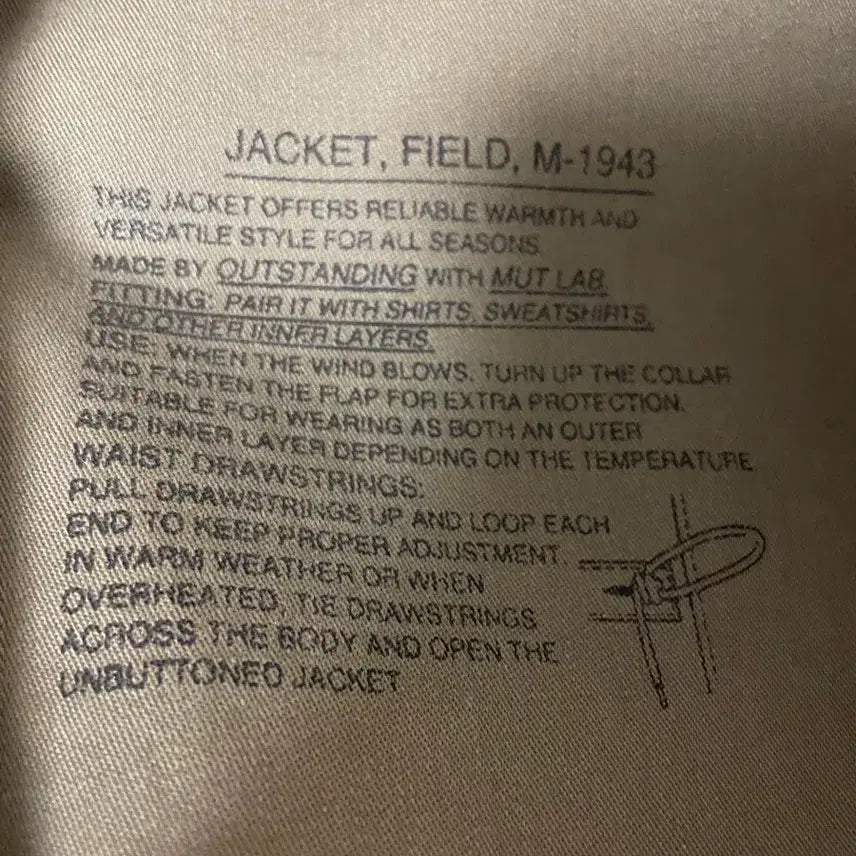 JACKET, FIELD, M-1943
THIS JACKET OFFERS RELIABLE WARMTH AND
VERSATILE STYLE FOR ALL SEASONS
MADE BY OUTSTANDING WITH MUT LAB.
FITTING: PAIR IT WITH SHIRTS, SWEATSHIRTS,
AND OTHER INNER LAYERS.
USE: WHEN THE WIND BLOWS. TURN UP THE COLLAR
AND FASTEN THE FLAP FOR EXTRA PROTECTION.
SUITABLE FOR WEARING AS BOTH AN OUTER
AND INNER LAYER DEPENDING ON THE TEMPERATURE
WAIST DRAWSTRINGS:
PULL DRAWSTRINGS UP AND LOOP EACH
END TO KEEP PROPER ADJUSTMENT.
IN WARM WEATHER OR WHEN
OVERHEATED, TIE DRAWSTRINGS
ACROSS THE BODY AND OPEN THE
UNBUTTONED JACKET